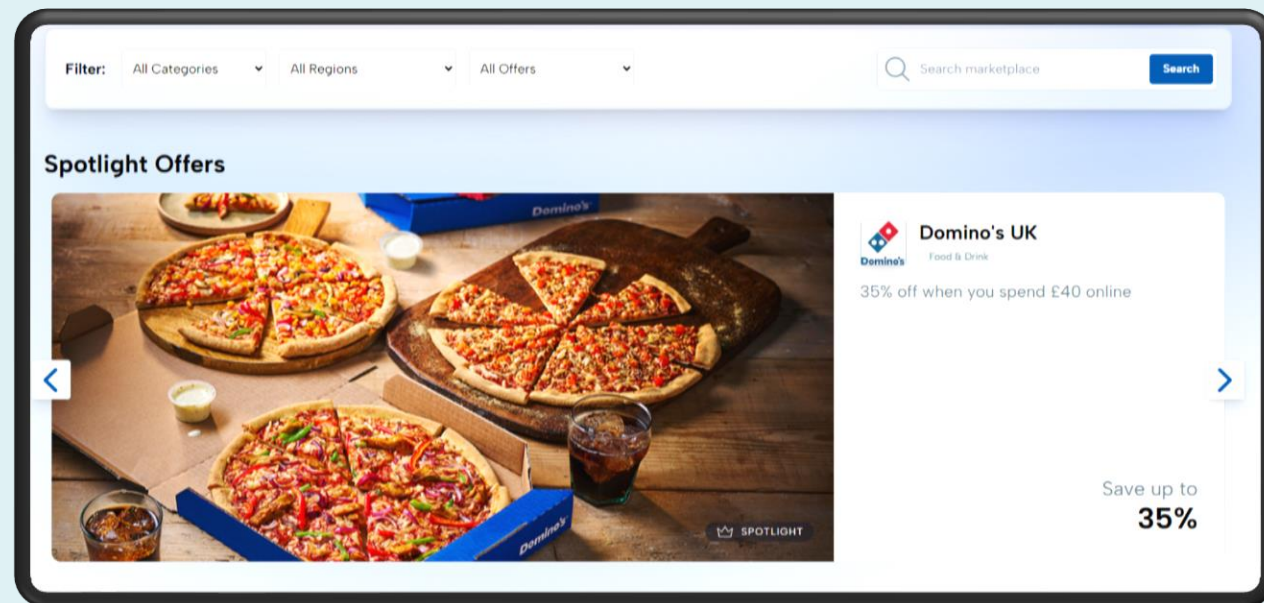 Filter: All Categories All Regions All Offers Search marketplace Search
Spotlight Offers
Domino's
Domino's UK
Domino's
Food & Drink
35% off when you spend £40 online
Save up to
35%
SPOTLIGHT
Domino's